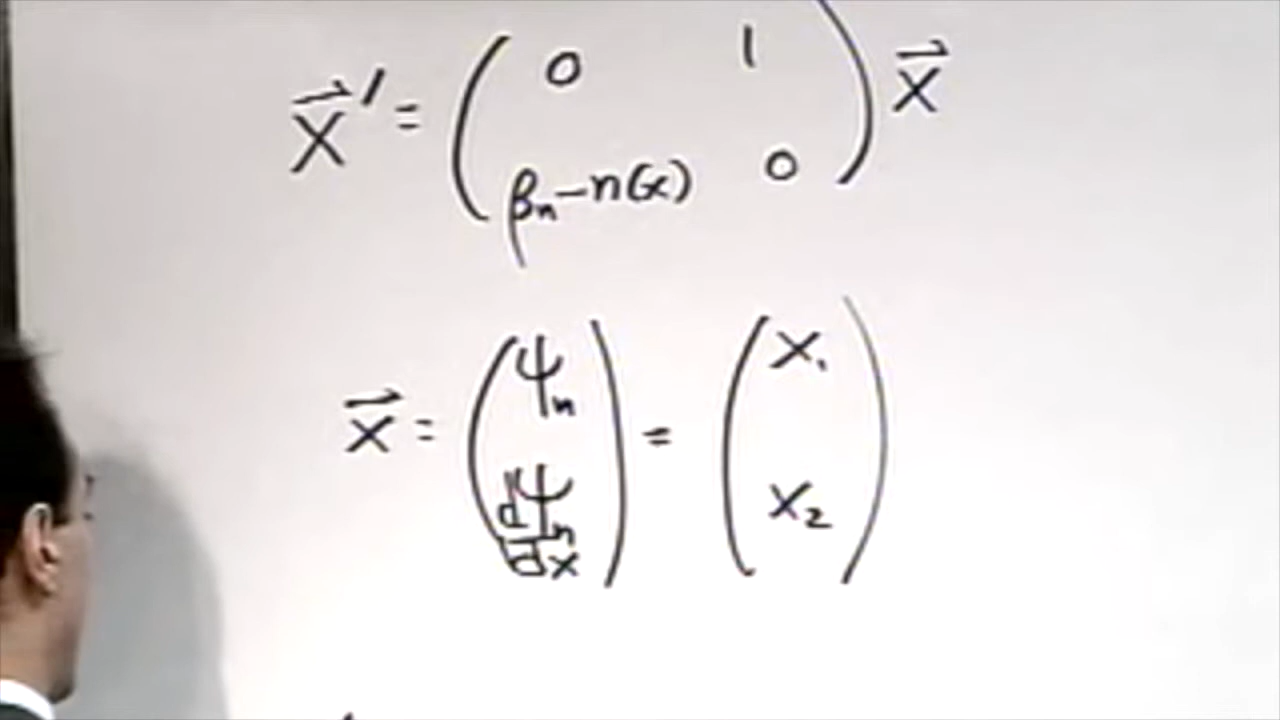 x⃗' = ( 0 1 ) x⃗
( βₙ-n(x) 0 )
x⃗ = ( ψₙ ) = ( x₁ )
( dψₙ/dx ) ( x₂ )